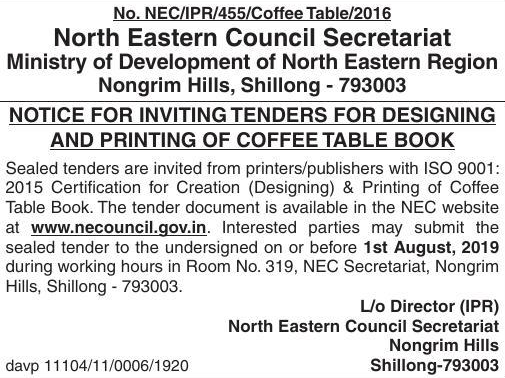 No. NEC/IPR/455/Coffee Table/2016
North Eastern Council Secretariat
Ministry of Development of North Eastern Region
Nongrim Hills, Shillong - 793003
NOTICE FOR INVITING TENDERS FOR DESIGNING
AND PRINTING OF COFFEE TABLE BOOK
Sealed tenders are invited from printers/publishers with ISO 9001:
2015 Certification for Creation (Designing) & Printing of Coffee
Table Book. The tender document is available in the NEC website
at www.necouncil.gov.in. Interested parties may submit the
sealed tender to the undersigned on or before 1st August, 2019
during working hours in Room No. 319, NEC Secretariat, Nongrim
Hills, Shillong - 793003.
L/o Director (IPR)
North Eastern Council Secretariat
Nongrim Hills
davp 11104/11/0006/1920 Shillong-793003